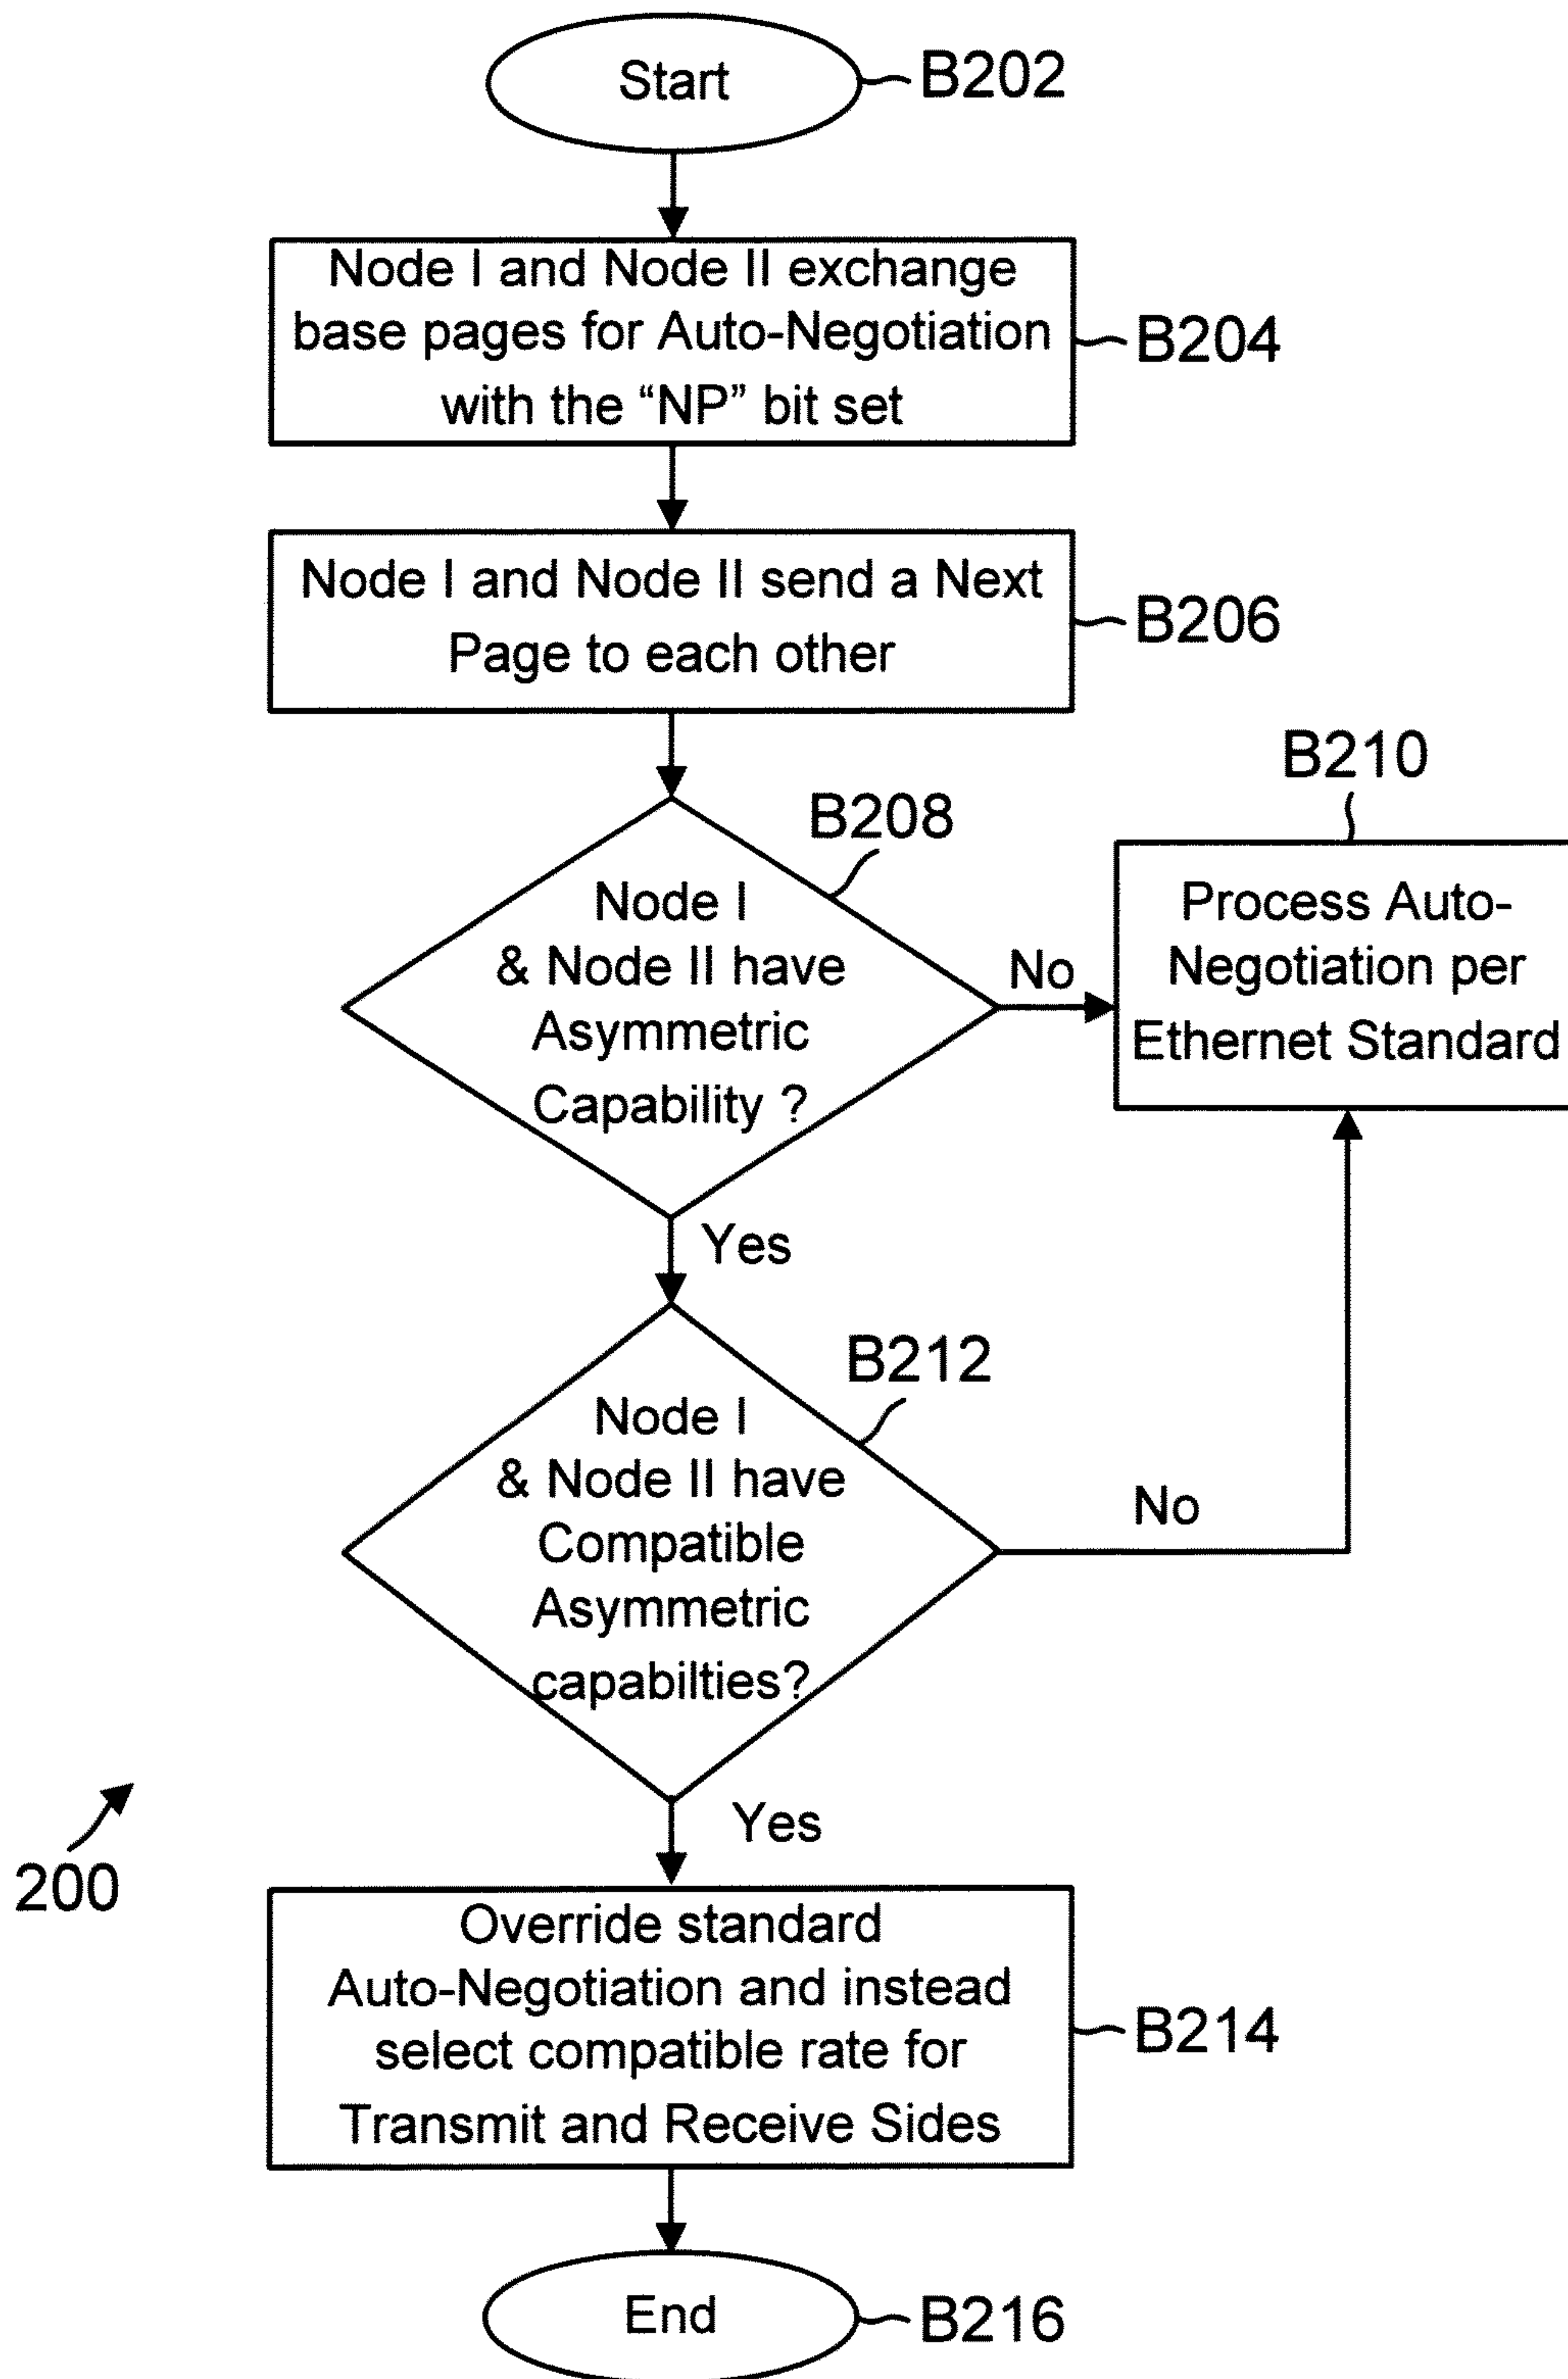 Start
B202
Node I and Node II exchange
base pages for Auto-Negotiation
with the “NP” bit set
B204
Node I and Node II send a Next
Page to each other
B206
B208
Node I
& Node II have
Asymmetric
Capability ?
No
B210
Process Auto-
Negotiation per
Ethernet Standard
Yes
B212
Node I
& Node II have
Compatible
Asymmetric
capabilties?
No
Yes
200
Override standard
Auto-Negotiation and instead
select compatible rate for
Transmit and Receive Sides
B214
End
B216